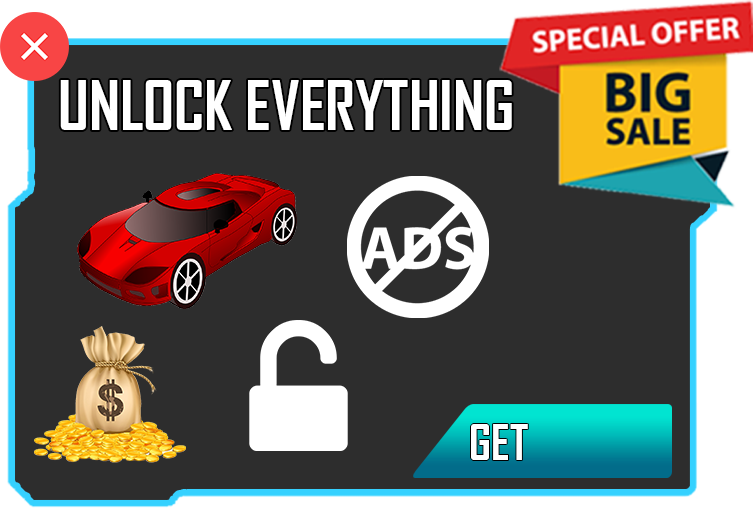 SPECIAL OFFER
BIG
SALE
UNLOCK EVERYTHING
ADS
$
GET